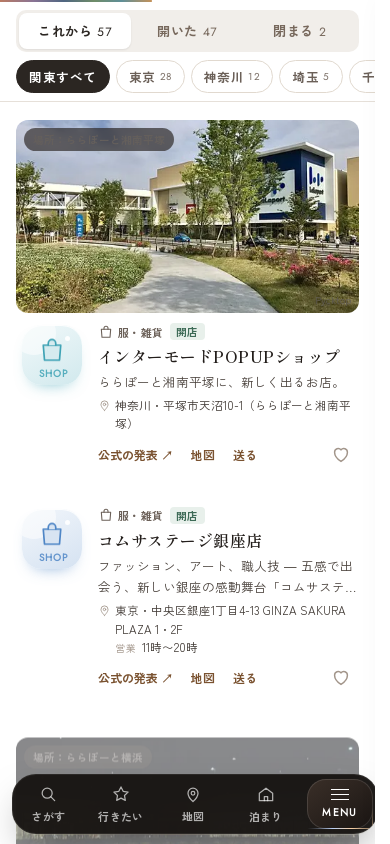 これから 57
開いた 47
閉まる 2
関東すべて
東京 28
神奈川 12
埼玉 5
千
LaLaport
服・雑貨 開店
インターモードPOPUPショップ
ららぽーと湘南平塚に、新しく出るお店。
神奈川・平塚市天沼10-1（ららぽーと湘南平
塚）
SHOP
公式の発表 ↗ 地図 送る
服・雑貨 開店
コムサステージ銀座店
ファッション、アート、職人技 ― 五感で出
会う、新しい銀座の感動舞台「コムサステ…
東京・中央区銀座1丁目4-13 GINZA SAKURA
PLAZA 1・2F
営業 11時〜20時
SHOP
公式の発表 ↗ 地図 送る
場所：ららぽーと横浜
さがす
行きたい
地図
泊まり
MENU